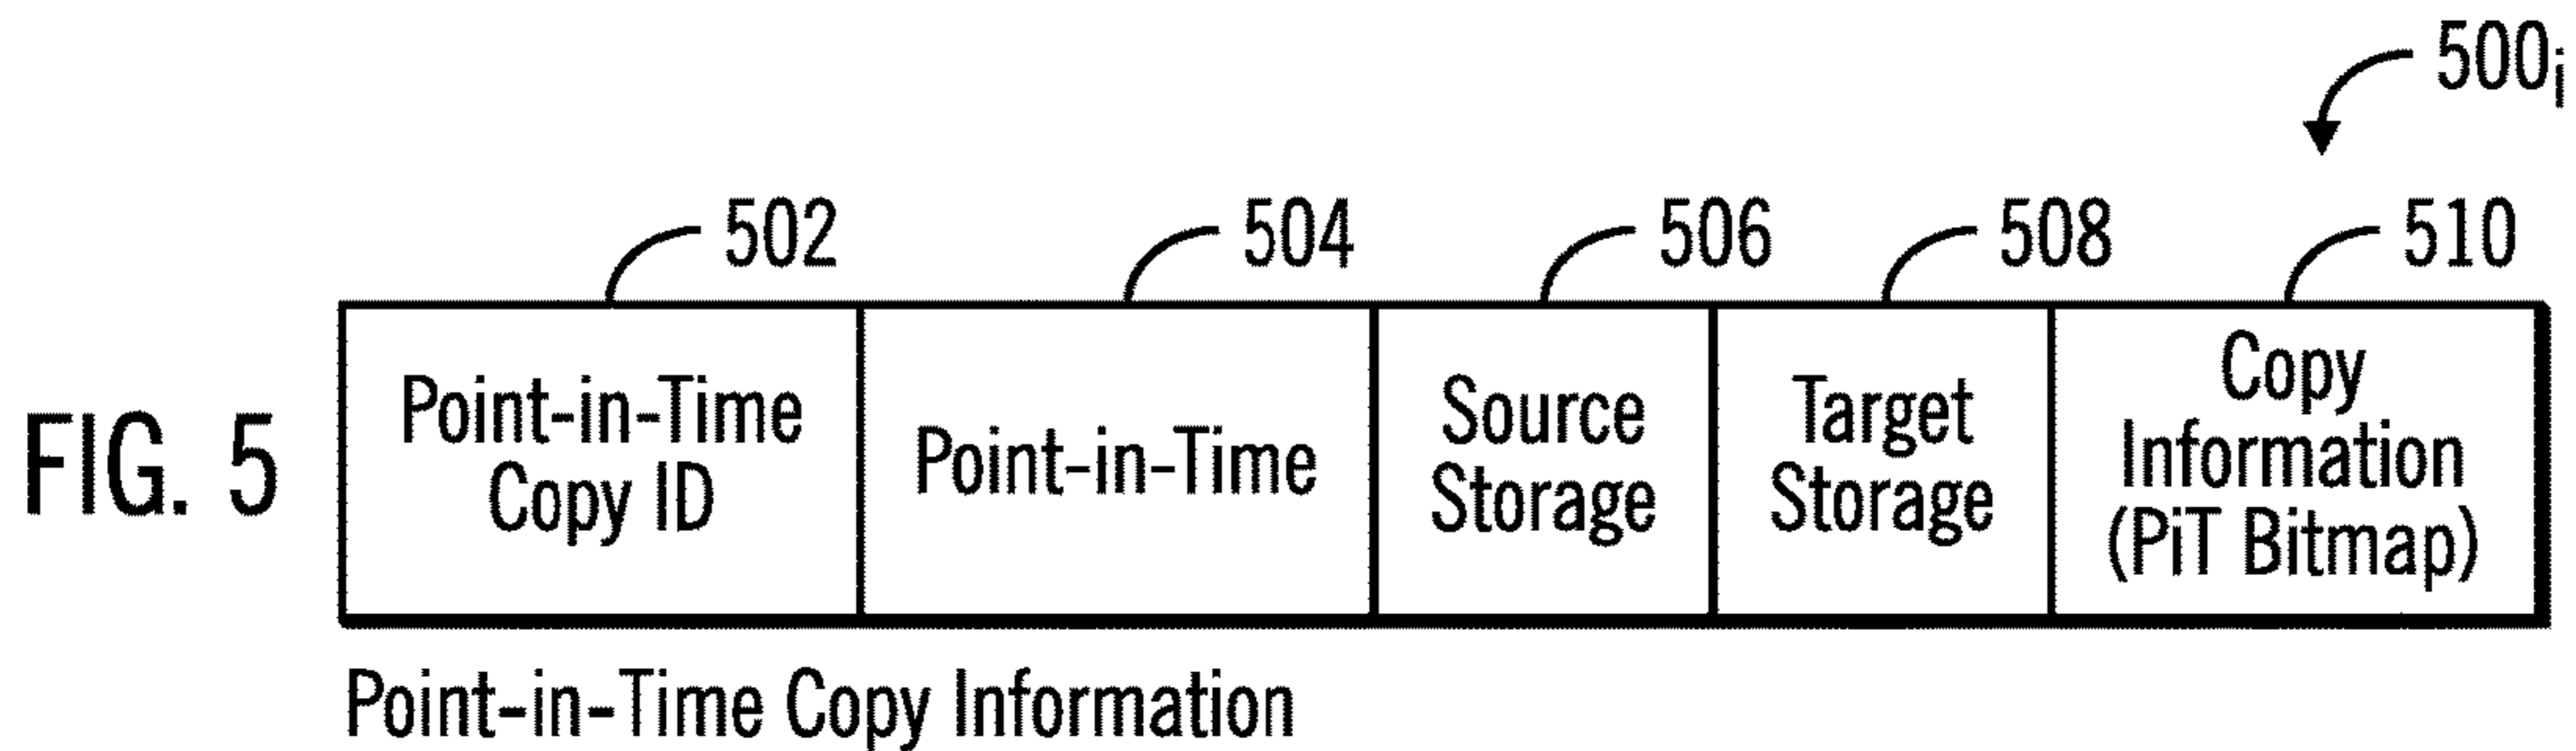 500i
502
504
506
508
510
FIG. 5
Point-in-Time
Copy ID
Point-in-Time
Source
Storage
Target
Storage
Copy
Information
(PiT Bitmap)
Point-in-Time Copy Information